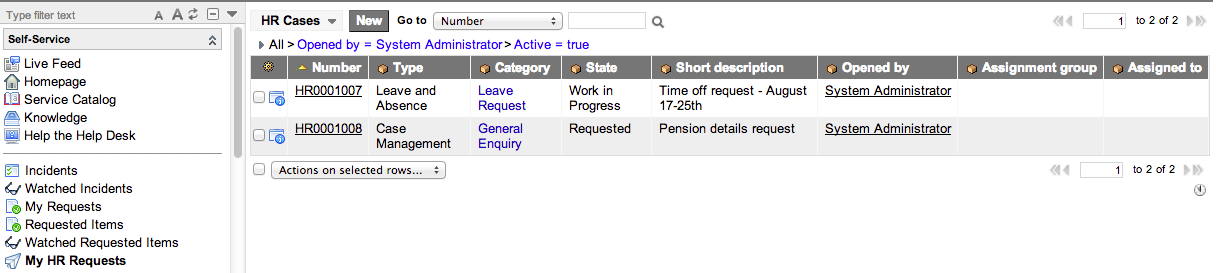 Type filter text A A
Self-Service
Live Feed
Homepage
Service Catalog
Knowledge
Help the Help Desk
Incidents
Watched Incidents
My Requests
Requested Items
Watched Requested Items
My HR Requests
HR Cases New Go to Number 1 to 2 of 2
All > Opened by = System Administrator > Active = true
Number Type Category State Short description Opened by Assignment group Assigned to
HR0001007 Leave and Leave Work in Time off request - August System Administrator
Absence Request Progress 17-25th
HR0001008 Case General Requested Pension details request System Administrator
Management Enquiry
Actions on selected rows... 1 to 2 of 2